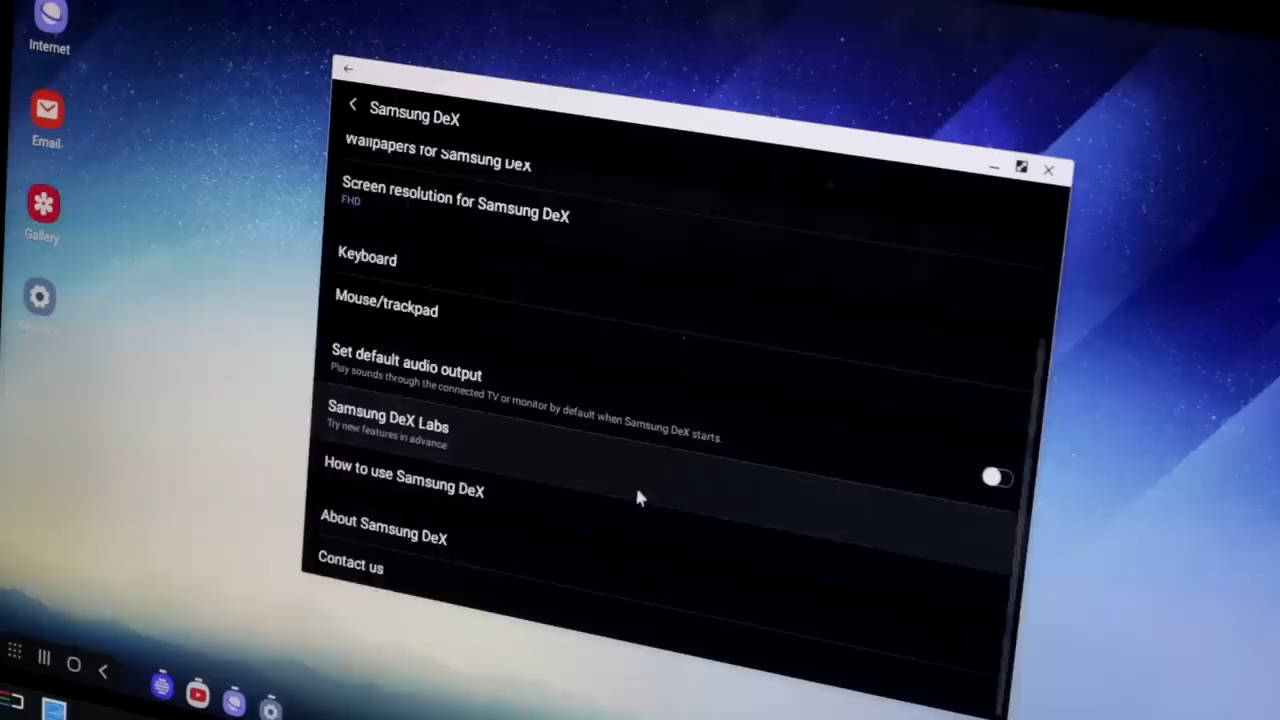 Internet
Email
Gallery
Samsung DeX
Wallpapers for Samsung DeX
Screen resolution for Samsung DeX
FHD
Keyboard
Mouse/trackpad
Set default audio output
Play sounds through the connected TV or monitor by default when Samsung DeX starts.
Samsung DeX Labs
Try new features in advance
How to use Samsung DeX
About Samsung DeX
Contact us